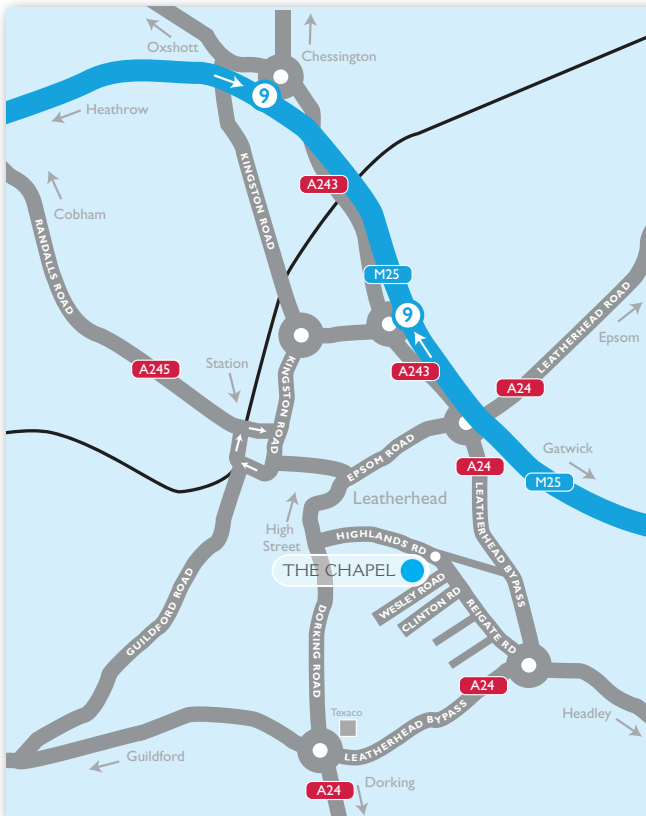 Oxshott
Chessington
9
Heathrow
KINGSTON ROAD
A243
Cobham
RANDALLS ROAD
M25
9
LEATHERHEAD ROAD
Epsom
Station
A245
KINGSTON ROAD
A243
A24
EPSOM ROAD
Gatwick
A24
M25
Leatherhead
LEATHERHEAD BYPASS
High
Street
HIGHLANDS RD
THE CHAPEL
WESLEY ROAD
CLINTON RD
REIGATE RD
GUILDFORD ROAD
DORKING ROAD
A24
Texaco
LEATHERHEAD BYPASS
Headley
Guildford
A24
Dorking